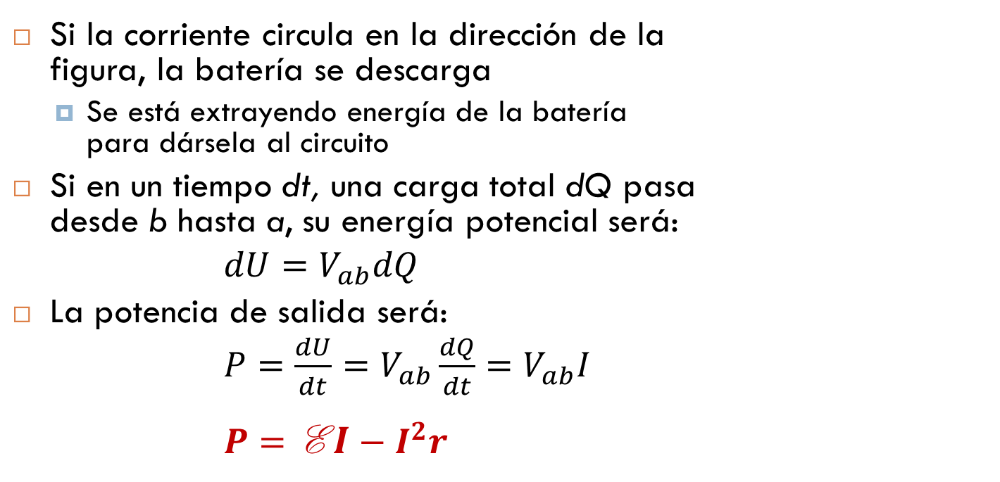 Si la corriente circula en la dirección de la
figura, la batería se descarga
Se está extrayendo energía de la batería
para dársela al circuito
Si en un tiempo dt, una carga total dQ pasa
desde b hasta a, su energía potencial será:
dU = V_{ab}dQ
La potencia de salida será:
P = \frac{dU}{dt} = V_{ab}\frac{dQ}{dt} = V_{ab}I
P = ℰI − I²r